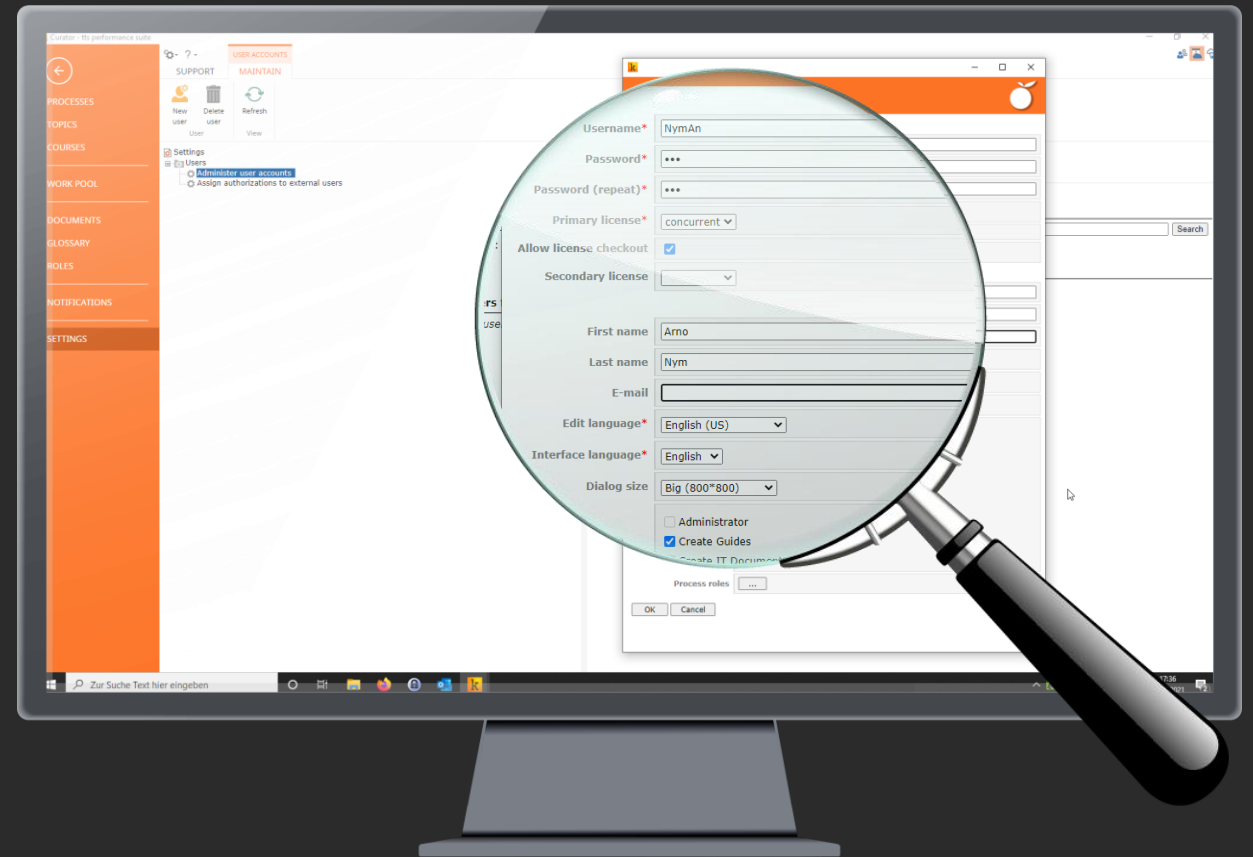 Curator - tts performance suite
? -
USER ACCOUNTS
SUPPORT
MAINTAIN
New user
Delete user
Refresh
User
View
PROCESSES
TOPICS
COURSES
WORK POOL
DOCUMENTS
GLOSSARY
ROLES
NOTIFICATIONS
SETTINGS
Settings
Users
Administer user accounts
Assign authorizations to external users
Search
k
Username* NymAn
Password* •••
Password (repeat)* •••
Primary license* concurrent
Allow license checkout
Secondary license
First name Arno
Last name Nym
E-mail
Edit language* English (US)
Interface language* English
Dialog size Big (800*800)
Administrator
Create Guides
Create IT Document
Process roles ...
OK Cancel
Zur Suche Text hier eingeben
k
17:36
2021